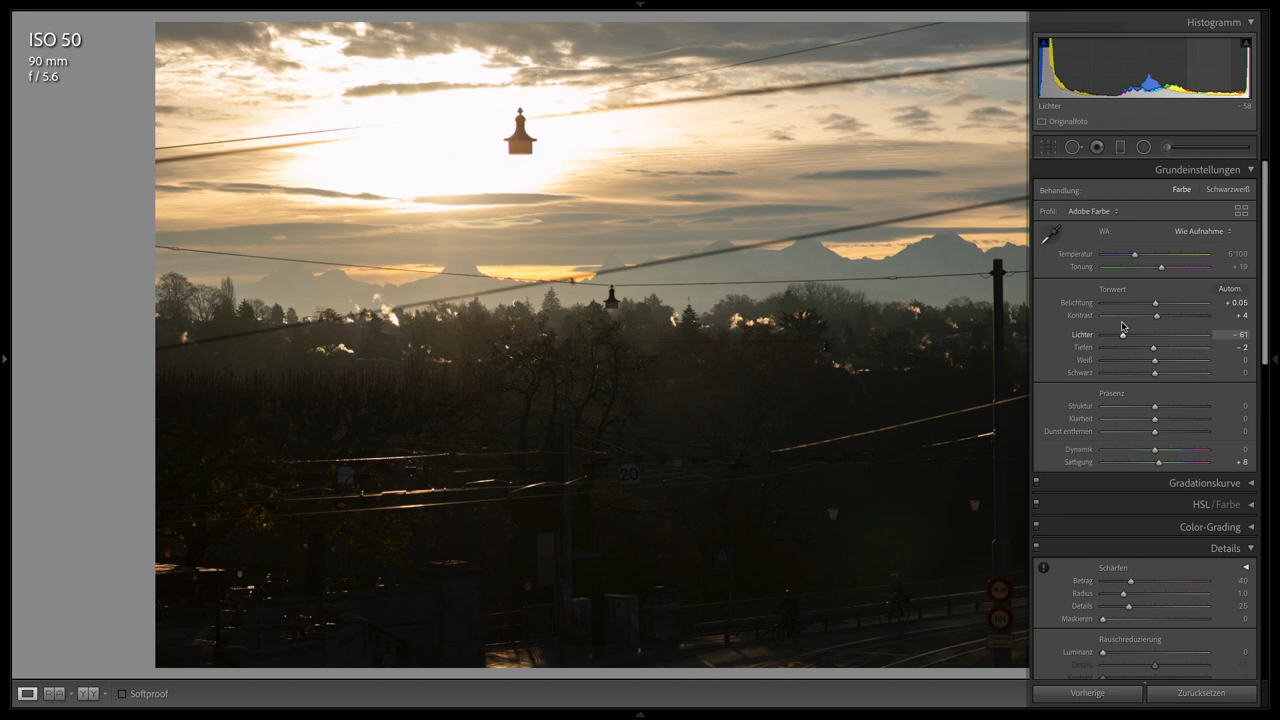 ISO 50
90 mm
f / 5.6
20
Histogramm
Lichter - 58
Originalfoto
Grundeinstellungen
Behandlung: Farbe Schwarzweiß
Profil: Adobe Farbe
WA: Wie Aufnahme
Temperatur 5'100
Tonung + 19
Tonwert Autom.
Belichtung + 0.05
Kontrast + 4
Lichter - 61
Tiefen - 2
Weiß 0
Schwarz 0
Präsenz
Struktur 0
Klarheit 0
Dunst entfernen 0
Dynamik 0
Sättigung + 8
Gradationskurve
HSL / Farbe
Color-Grading
Details
Schärfen
Betrag 40
Radius 1.0
Details 25
Maskieren 0
Rauschreduzierung
Luminanz 0
Details
Kontrast
Softproof
Vorherige Zurücksetzen